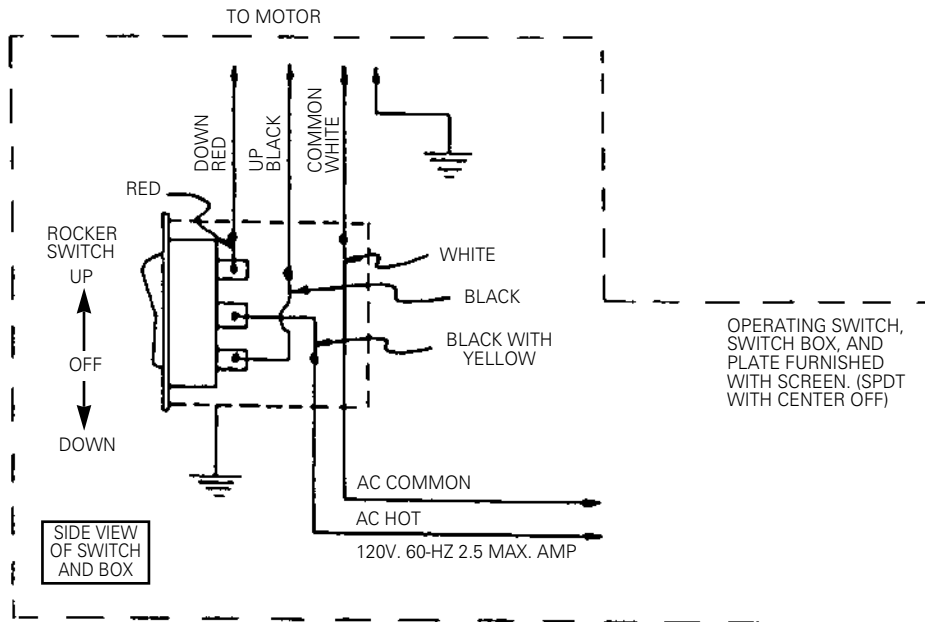 TO MOTOR
DOWN
RED
UP
BLACK
COMMON
WHITE
RED
ROCKER
SWITCH
UP
OFF
DOWN
WHITE
BLACK
BLACK WITH
YELLOW
OPERATING SWITCH,
SWITCH BOX, AND
PLATE FURNISHED
WITH SCREEN. (SPDT
WITH CENTER OFF)
AC COMMON
AC HOT
120V. 60-HZ 2.5 MAX. AMP
SIDE VIEW
OF SWITCH
AND BOX